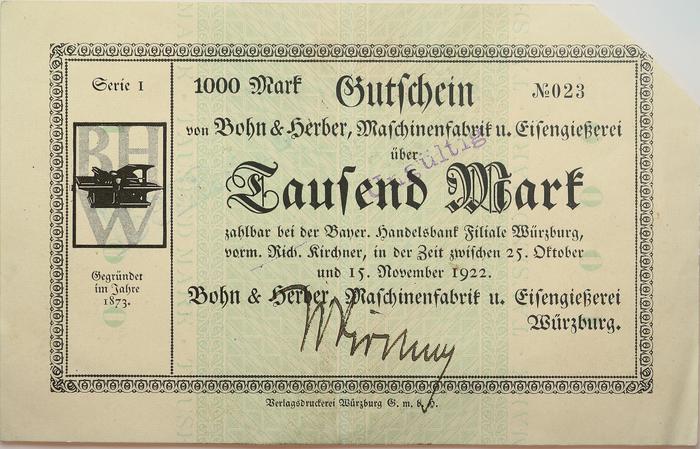 Serie I
1000 Mark Gutschein №023
von Bohn & Herber, Maschinenfabrik u. Eisengießerei
über
Ungültig
Tausend Mark
zahlbar bei der Bayer. Handelsbank Filiale Würzburg,
vorm. Rich. Kirchner, in der Zeit zwischen 25. Oktober
und 15. November 1922.
Bohn & Herber, Maschinenfabrik u. Eisengießerei
Würzburg.
BH
W
Gegründet
im Jahre
1873.
Verlagsdruckerei Würzburg G. m. b. H.